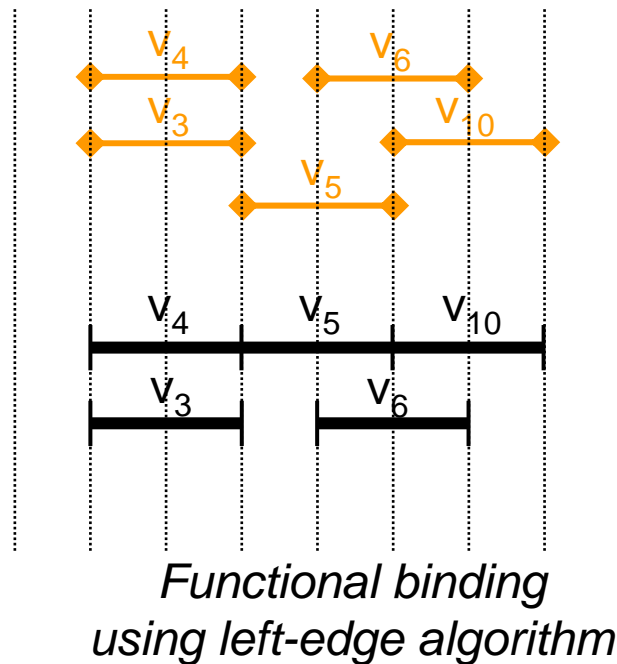 v4 v6
v3 v10
v5
v4 v5 v10
v3 v6
Functional binding
using left-edge algorithm